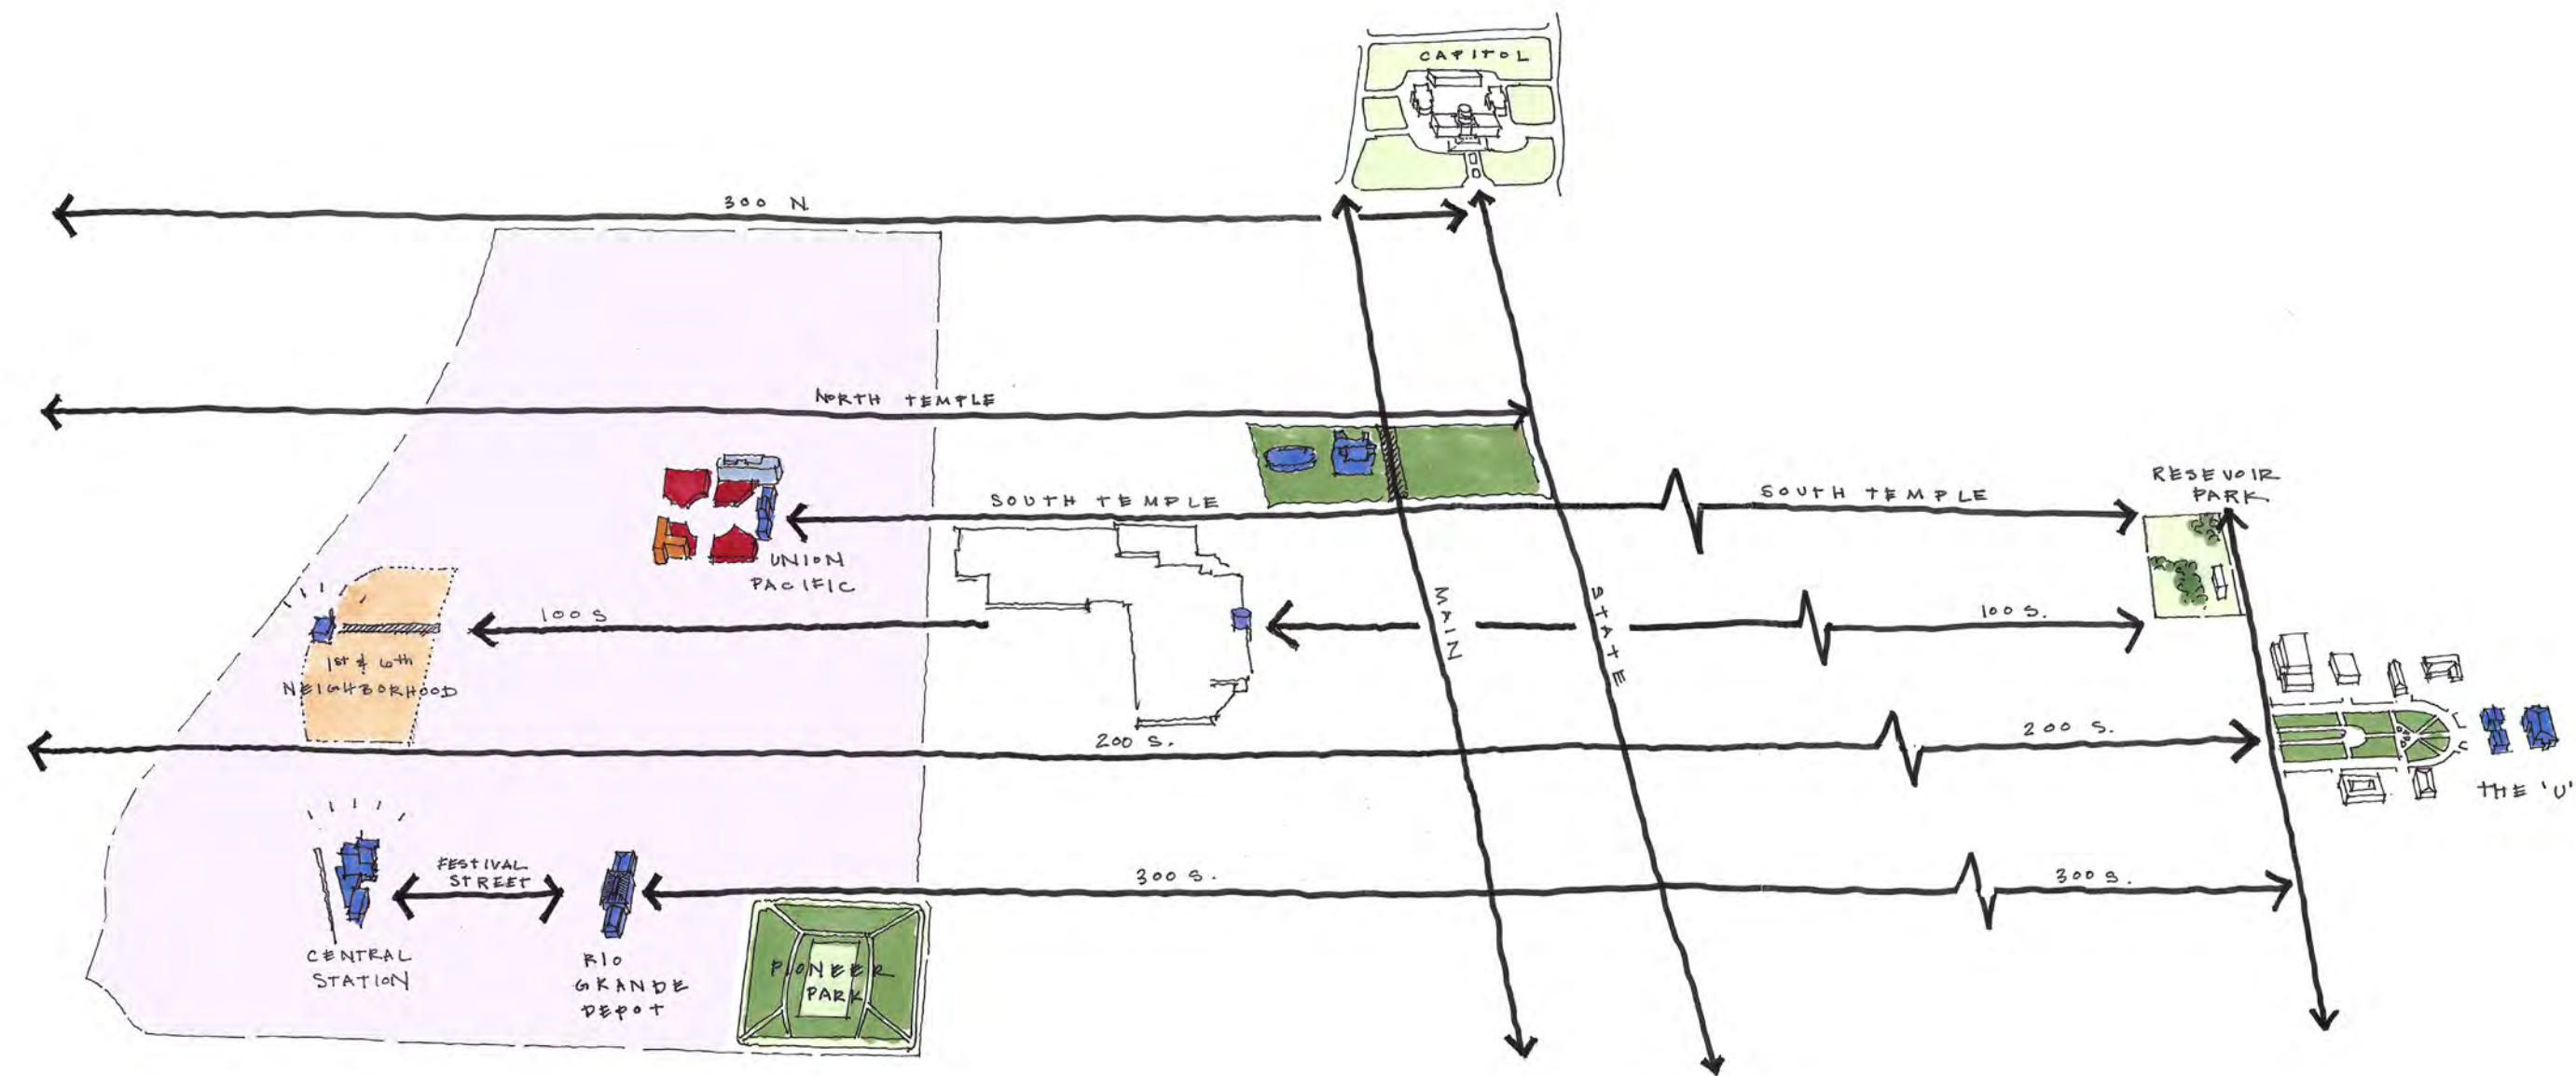 CAPITOL
300 N
NORTH TEMPLE
SOUTH TEMPLE
SOUTH TEMPLE
RESEVOIR
PARK
UNION
PACIFIC
100 S
100 S.
MAIN
STATE
1st & 6th
NEIGHBORHOOD
200 S.
200 S.
THE 'U'
FESTIVAL
STREET
300 S.
300 S.
CENTRAL
STATION
RIO
GRANDE
DEPOT
PIONEER
PARK